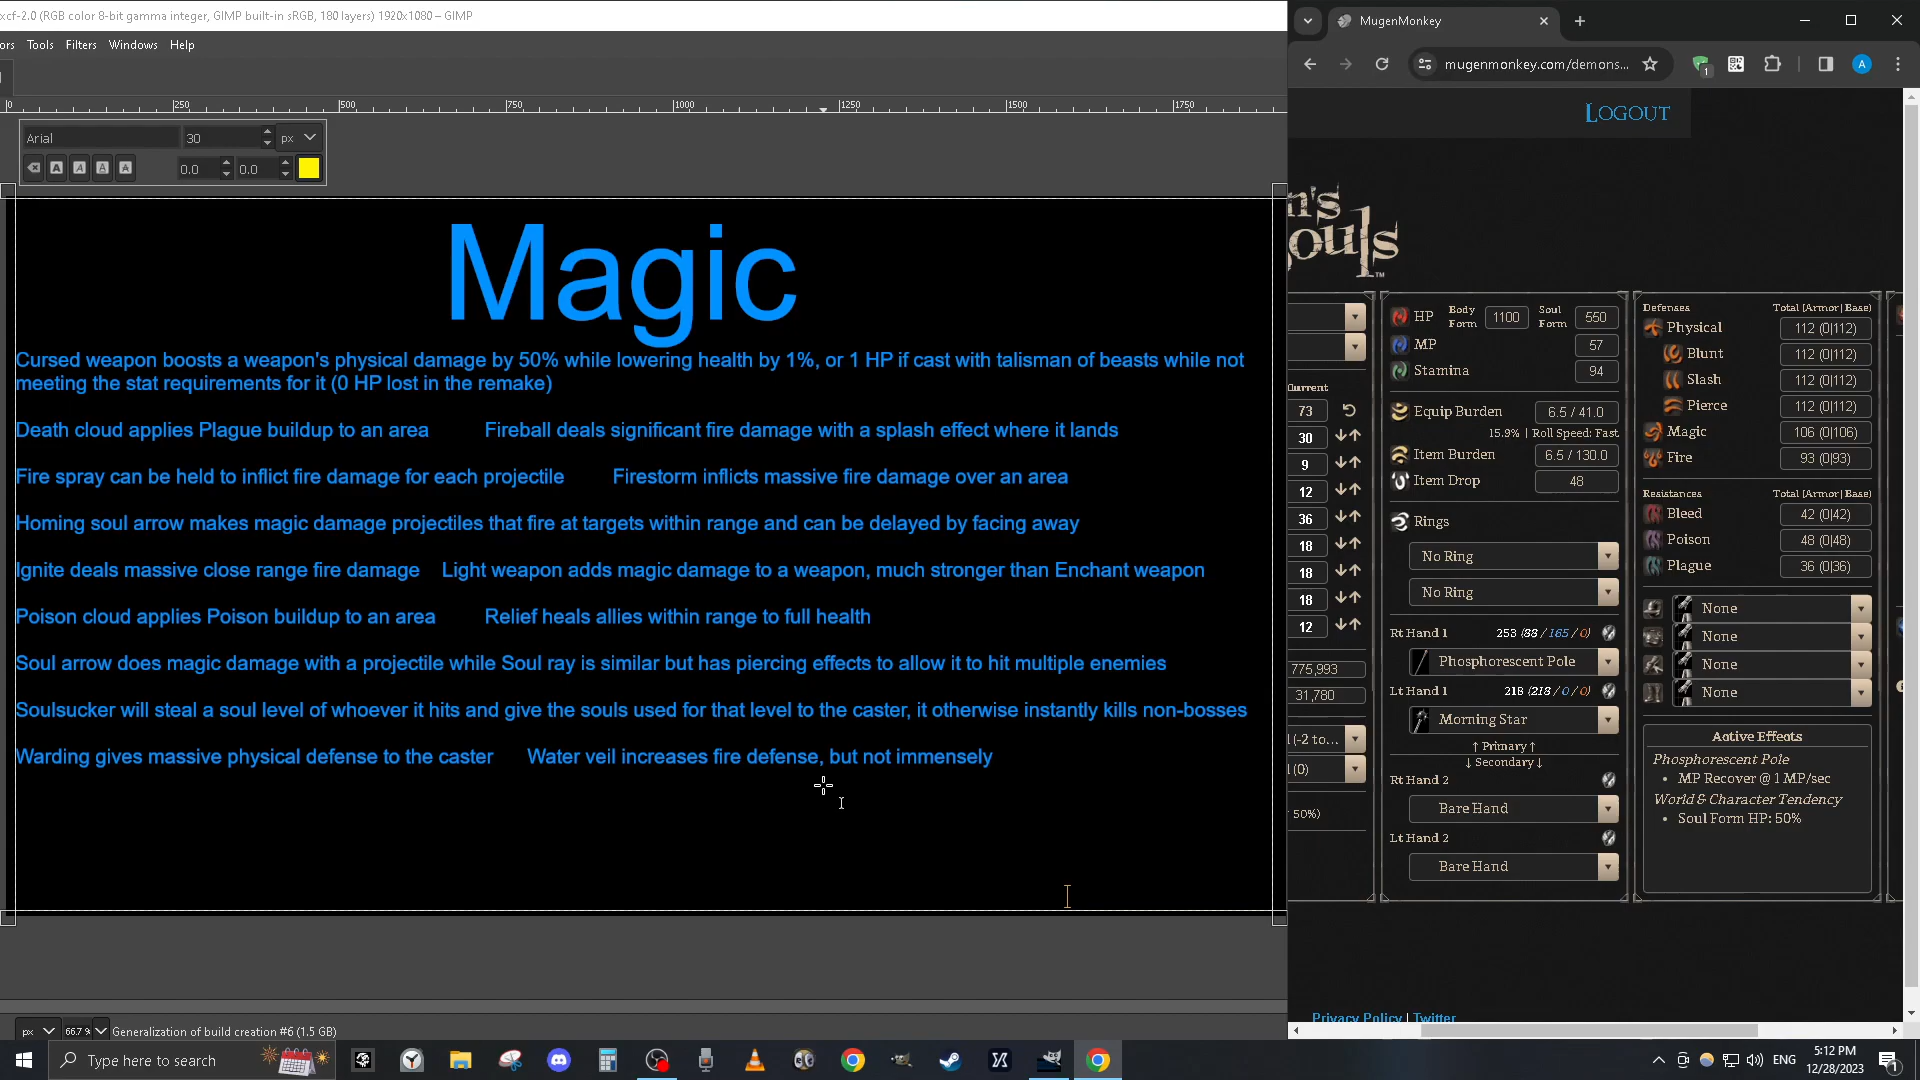 xcf-2.0 (RGB color 8-bit gamma integer, GIMP built-in sRGB, 180 layers) 1920x1080 – GIMP
ors Tools Filters Windows Help
0 250 500 750 1000 1250 1500 1750
Arial 30 px
0.0 0.0
Magic
Cursed weapon boosts a weapon's physical damage by 50% while lowering health by 1%, or 1 HP if cast with talisman of beasts while not
meeting the stat requirements for it (0 HP lost in the remake)
Death cloud applies Plague buildup to an area Fireball deals significant fire damage with a splash effect where it lands
Fire spray can be held to inflict fire damage for each projectile Firestorm inflicts massive fire damage over an area
Homing soul arrow makes magic damage projectiles that fire at targets within range and can be delayed by facing away
Ignite deals massive close range fire damage Light weapon adds magic damage to a weapon, much stronger than Enchant weapon
Poison cloud applies Poison buildup to an area Relief heals allies within range to full health
Soul arrow does magic damage with a projectile while Soul ray is similar but has piercing effects to allow it to hit multiple enemies
Soulsucker will steal a soul level of whoever it hits and give the souls used for that level to the caster, it otherwise instantly kills non-bosses
Warding gives massive physical defense to the caster Water veil increases fire defense, but not immensely
px 66.7 % Generalization of build creation #6 (1.5 GB)
MugenMonkey
mugenmonkey.com/demons...
1
A
Logout
n's
ouls
TM
Current
73
30
9
12
36
18
18
18
12
775,993
31,780
l (-2 to...
l (0)
50%)
HP Body Form 1100 Soul Form 550
MP 57
Stamina 94
Equip Burden 6.5 / 41.0
15.9% | Roll Speed: Fast
Item Burden 6.5 / 130.0
Item Drop 48
Rings
No Ring
No Ring
Rt Hand 1 253 (88 / 165 / 0)
Phosphorescent Pole
Lt Hand 1 218 (218 / 0 / 0)
Morning Star
↑ Primary ↑
↓ Secondary ↓
Rt Hand 2
Bare Hand
Lt Hand 2
Bare Hand
Defenses Total (Armor|Base)
Physical 112 (0|112)
Blunt 112 (0|112)
Slash 112 (0|112)
Pierce 112 (0|112)
Magic 106 (0|106)
Fire 93 (0|93)
Resistances Total (Armor|Base)
Bleed 42 (0|42)
Poison 48 (0|48)
Plague 36 (0|36)
None
None
None
None
Active Effects
Phosphorescent Pole
• MP Recover @ 1 MP/sec
World & Character Tendency
• Soul Form HP: 50%
Privacy Policy | Twitter
Type here to search
ENG
5:12 PM
12/28/2023
1